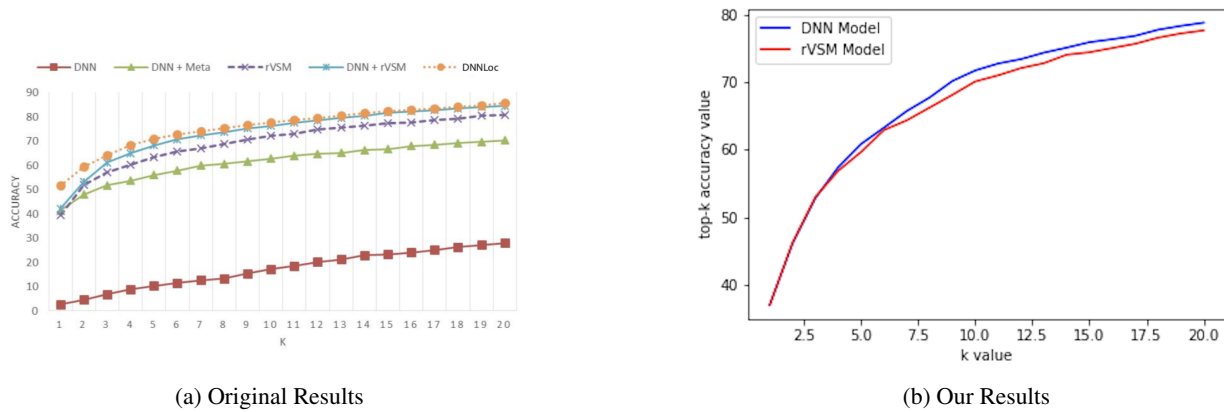 DNN DNN + Meta rVSM DNN + rVSM DNNLoc
90
80
70
60
50
40
30
20
10
0
ACCURACY
1 2 3 4 5 6 7 8 9 10 11 12 13 14 15 16 17 18 19 20
K
(a) Original Results
DNN Model
rVSM Model
80
70
60
50
40
top-k accuracy value
2.5 5.0 7.5 10.0 12.5 15.0 17.5 20.0
k value
(b) Our Results